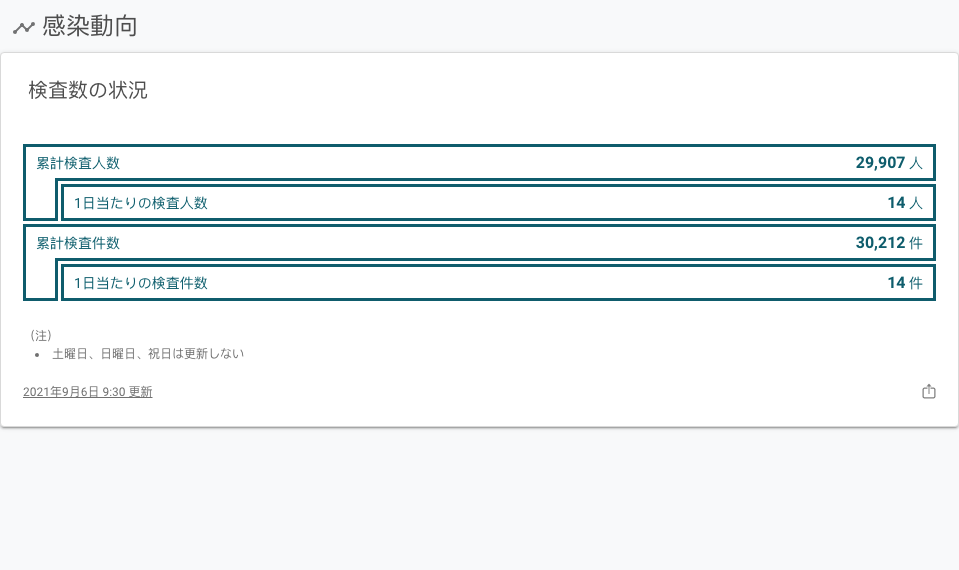 感染動向
検査数の状況
累計検査人数 29,907 人
1日当たりの検査人数 14 人
累計検査件数 30,212 件
1日当たりの検査件数 14 件
（注）
• 土曜日、日曜日、祝日は更新しない
2021年9月6日 9:30 更新